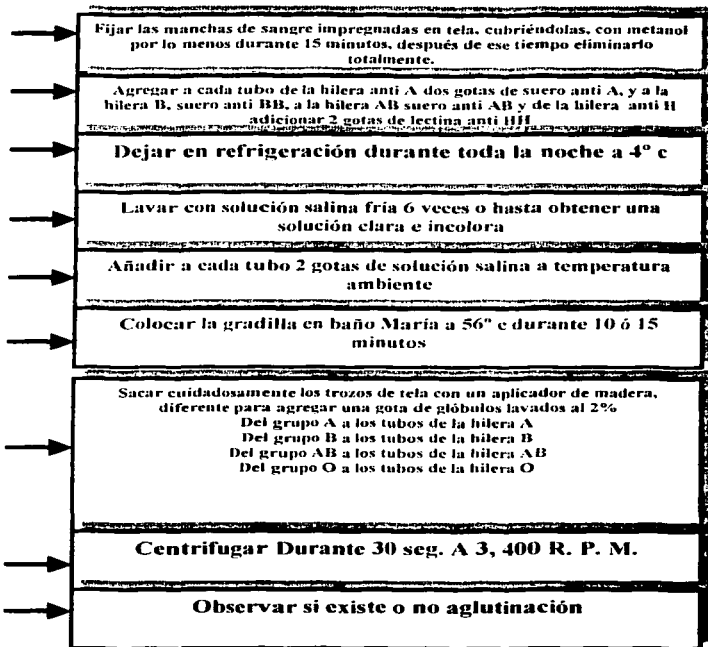 Fijar las manchas de sangre impregnadas en tela, cubriéndolas, con metanol
por lo menos durante 15 minutos, después de ese tiempo eliminarlo
totalmente.
Agregar a cada tubo de la hilera anti A dos gotas de suero anti A, y a la
hilera B, suero anti BB, a la hilera AB suero anti AB y de la hilera anti H
adicionar 2 gotas de lectina anti HH
Dejar en refrigeración durante toda la noche a 4º c
Lavar con solución salina fría 6 veces o hasta obtener una
solución clara e incolora
Añadir a cada tubo 2 gotas de solución salina a temperatura
ambiente
Colocar la gradilla en baño María a 56º c durante 10 ó 15
minutos
Sacar cuidadosamente los trozos de tela con un aplicador de madera,
diferente para agregar una gota de glóbulos lavados al 2%
Del grupo A a los tubos de la hilera A
Del grupo B a los tubos de la hilera B
Del grupo AB a los tubos de la hilera AB
Del grupo O a los tubos de la hilera O
Centrifugar Durante 30 seg. A 3, 400 R. P. M.
Observar si existe o no aglutinación